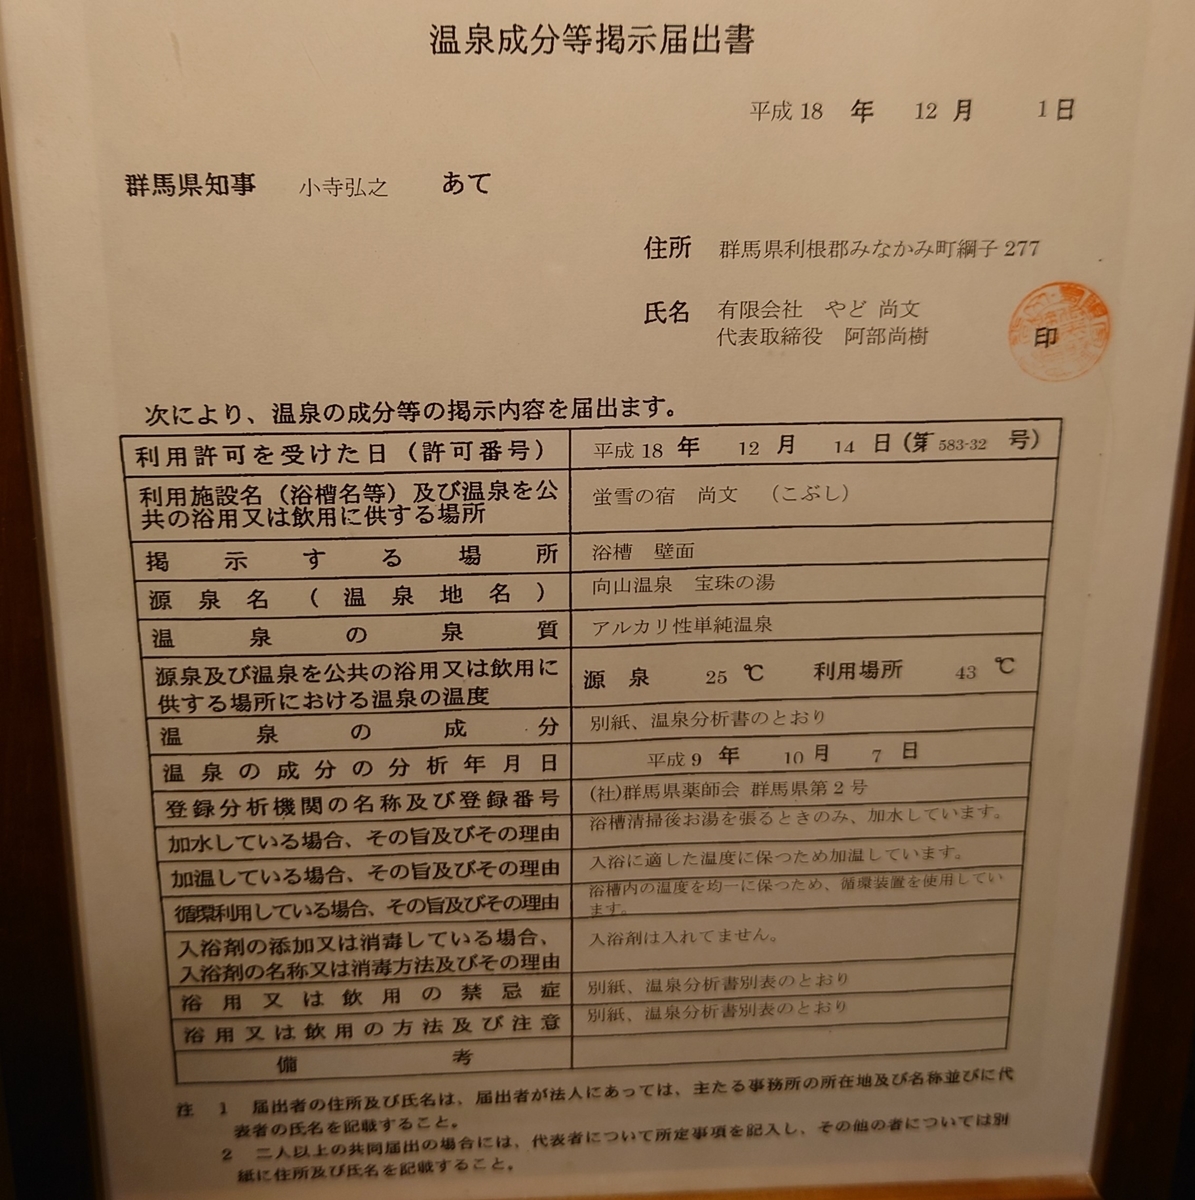 温泉成分等掲示届出書
平成18 年 12 月 1日
群馬県知事 小寺弘之 あて
住所 群馬県利根郡みなかみ町綱子277
氏名 有限会社 やど 尚文
代表取締役 阿部尚樹
印
次により、温泉の成分等の掲示内容を届出ます。
利用許可を受けた日（許可番号） 平成18 年 12 月 14 日（第 583-32 号）
利用施設名（浴槽名等）及び温泉を公
共の浴用又は飲用に供する場所 蛍雪の宿 尚文 （こぶし）
掲示する場所 浴槽 壁面
源泉名（温泉地名） 向山温泉 宝珠の湯
温泉の泉質 アルカリ性単純温泉
源泉及び温泉を公共の浴用又は飲用に
供する場所における温泉の温度 源泉 25 ℃ 利用場所 43 ℃
温泉の成分 別紙、温泉分析書のとおり
温泉の成分の分析年月日 平成9 年 10 月 7 日
登録分析機関の名称及び登録番号 (社)群馬県薬師会 群馬県第2号
加水している場合、その旨及びその理由 浴槽清掃後お湯を張るときのみ、加水しています。
加温している場合、その旨及びその理由 入浴に適した温度に保つため加温しています。
循環利用している場合、その旨及びその理由 浴槽内の温度を均一に保つため、循環装置を使用してい
ます。
入浴剤の添加又は消毒している場合、
入浴剤の名称又は消毒方法及びその理由 入浴剤は入れてません。
浴用又は飲用の禁忌症 別紙、温泉分析書別表のとおり
浴用又は飲用の方法及び注意 別紙、温泉分析書別表のとおり
備考
注 1 届出者の住所及び氏名は、届出者が法人にあっては、主たる事務所の所在地及び名称並びに代
表者の氏名を記載すること。
2 二人以上の共同届出の場合には、代表者について所定事項を記入し、その他の者については別
紙に住所及び氏名を記載すること。